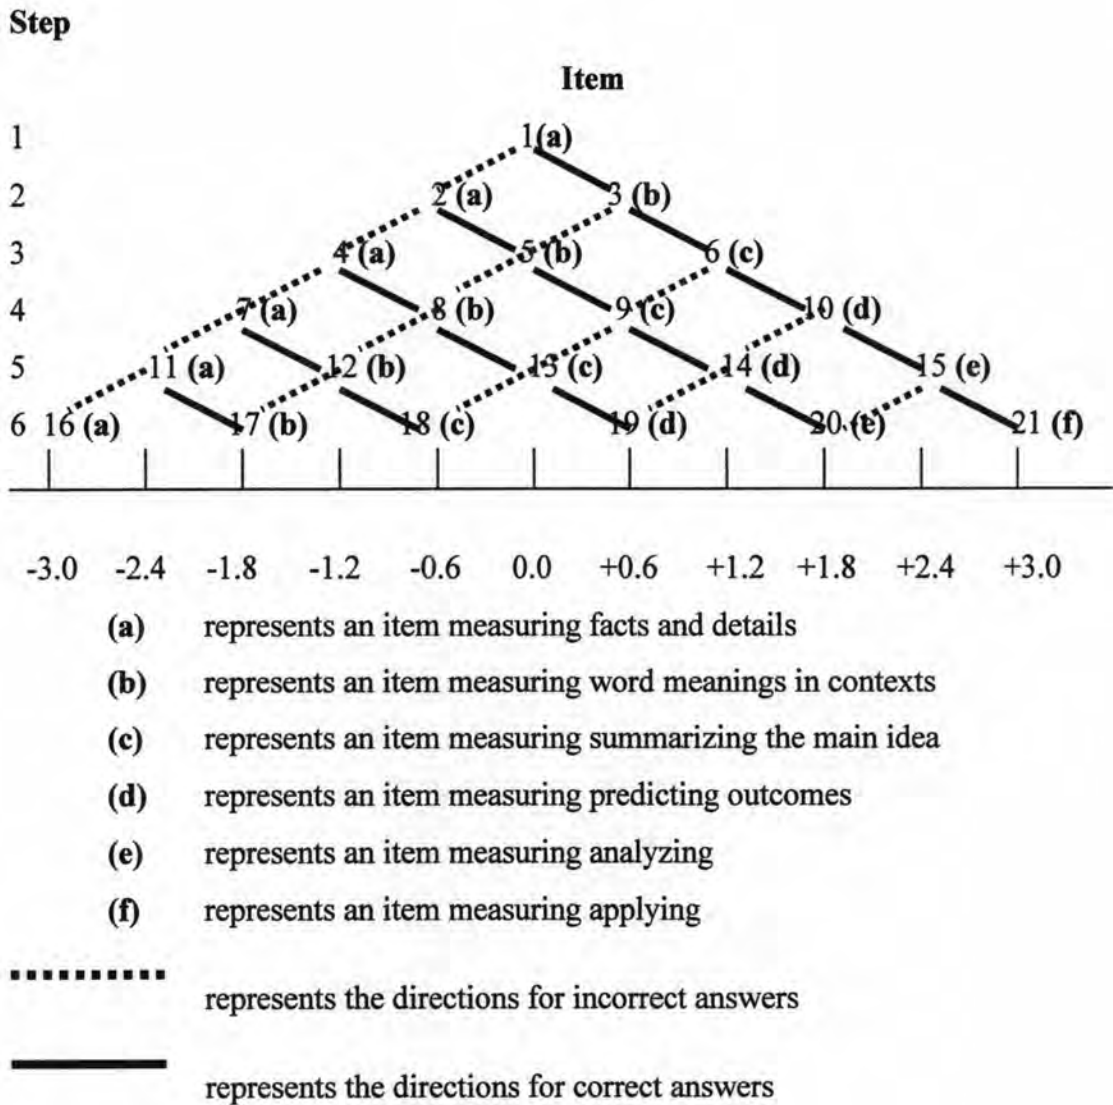 Step
Item
1 1(a)
2 2 (a) 3 (b)
3 4 (a) 5 (b) 6 (c)
4 7 (a) 8 (b) 9 (c) 10 (d)
5 11 (a) 12 (b) 13 (c) 14 (d) 15 (e)
6 16 (a) 17 (b) 18 (c) 19 (d) 20 (e) 21 (f)
-3.0 -2.4 -1.8 -1.2 -0.6 0.0 +0.6 +1.2 +1.8 +2.4 +3.0
(a) represents an item measuring facts and details
(b) represents an item measuring word meanings in contexts
(c) represents an item measuring summarizing the main idea
(d) represents an item measuring predicting outcomes
(e) represents an item measuring analyzing
(f) represents an item measuring applying
represents the directions for incorrect answers
represents the directions for correct answers